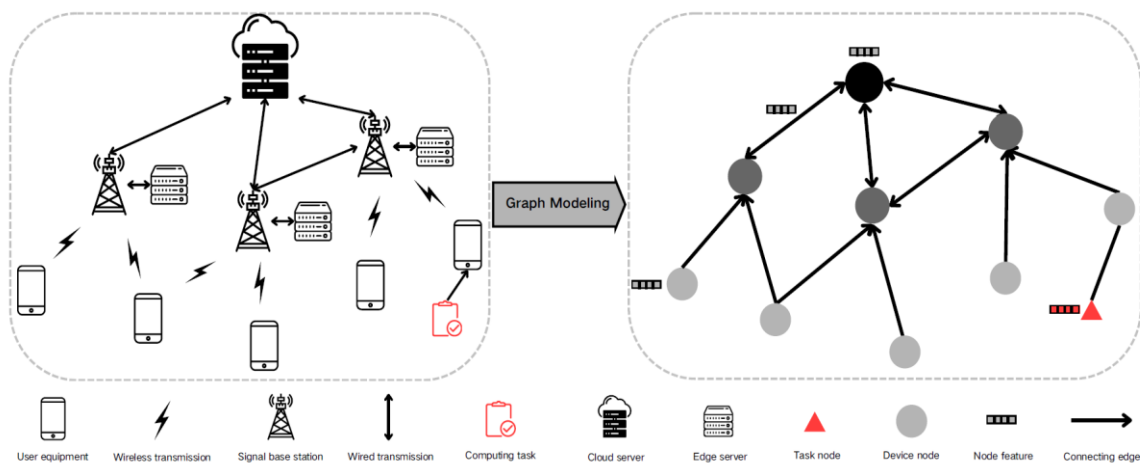 Graph Modeling
User equipment
Wireless transmission
Signal base station
Wired transmission
Computing task
Cloud server
Edge server
Task node
Device node
Node feature
Connecting edge